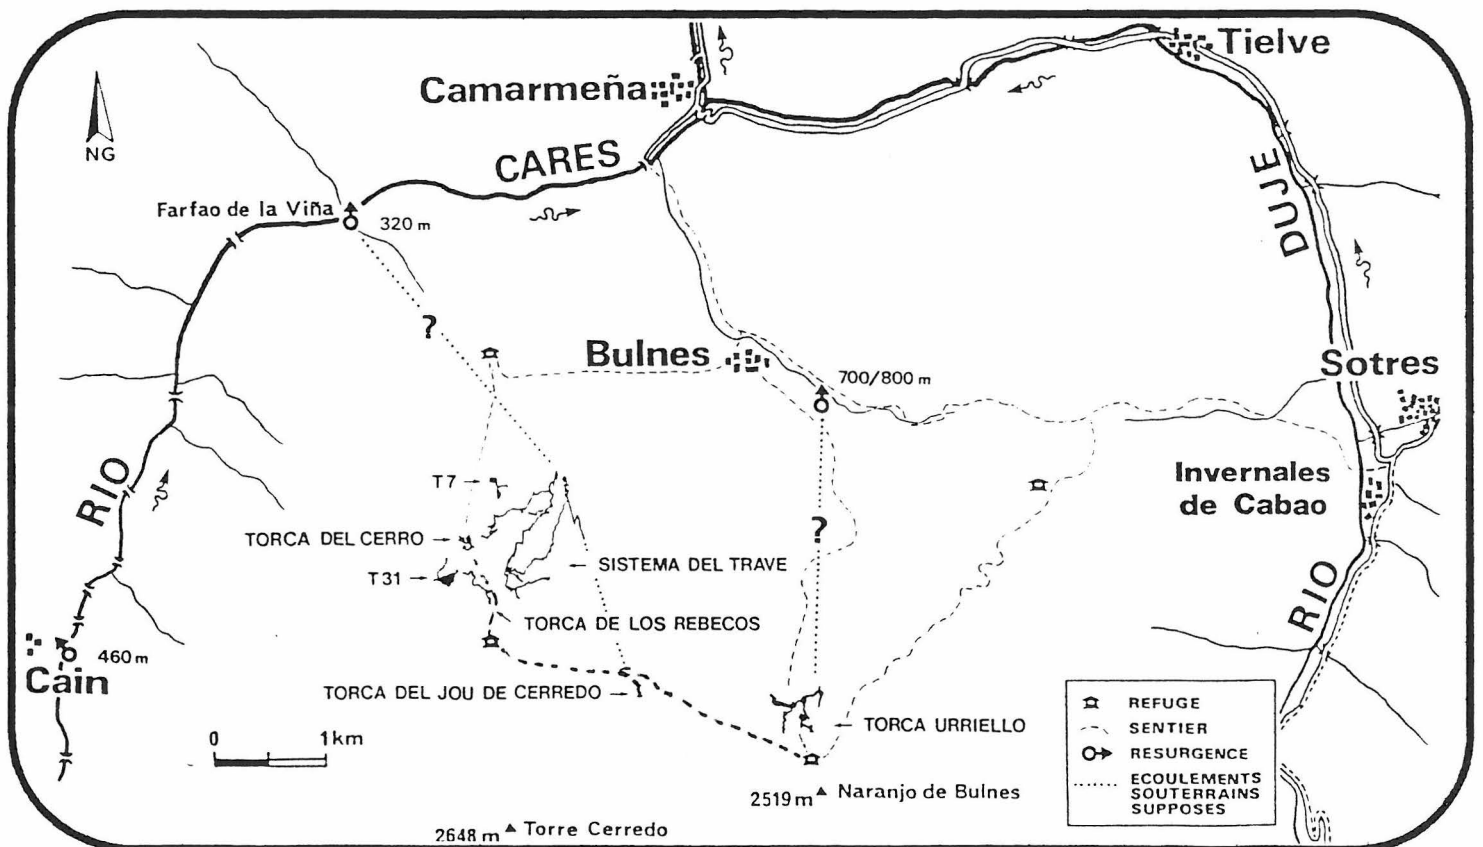 Tielve
Camarmeña
NG
CARES
DUJE
Farfao de la Viña
320 m
?
Bulnes
700/800 m
Sotres
T7
Invernales
de Cabao
RIO
?
TORCA DEL CERRO
SISTEMA DEL TRAVE
T31
TORCA DE LOS REBECOS
RIO
460 m
Cain
TORCA DEL JOU DE CERREDO
TORCA URRIELLO
REFUGE
SENTIER
RESURGENCE
ECOULEMENTS
SOUTERRAINS
SUPPOSES
0 1km
2519 m Naranjo de Bulnes
2648 m Torre Cerredo